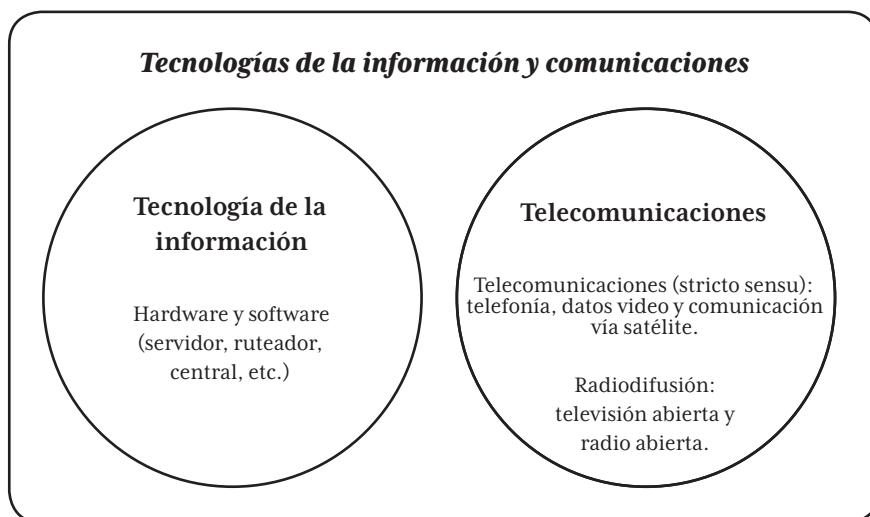 Tecnologías de la información y comunicaciones
Tecnología de la
información
Hardware y software
(servidor, ruteador,
central, etc.)
Telecomunicaciones
Telecomunicaciones (stricto sensu):
telefonía, datos video y comunicación
vía satélite.
Radiodifusión:
televisión abierta y
radio abierta.